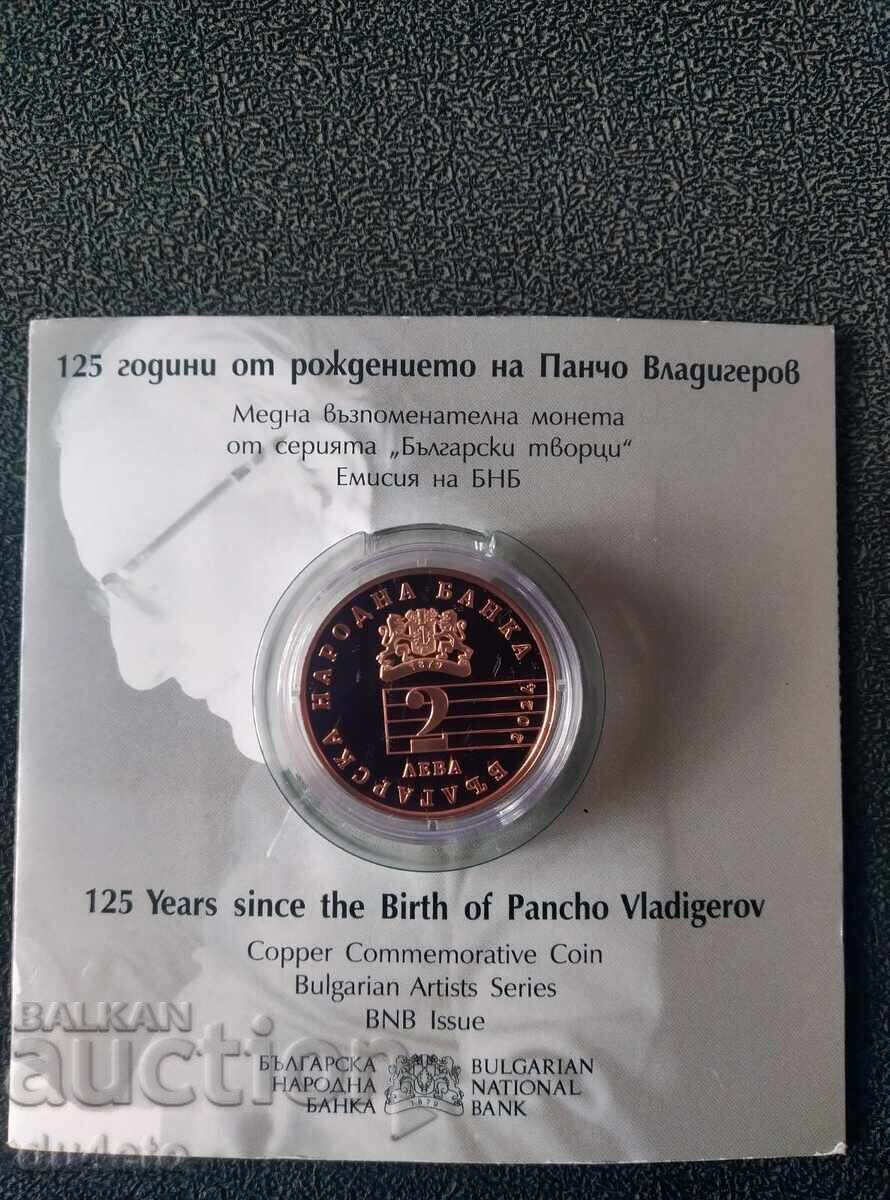 125 години от рождението на Панчо Владигеров
Медна възпоменателна монета
от серията „Български творци“
Емисия на БНБ
БЪЛГАРСКА НАРОДНА БАНКА
1879
2
ЛЕВА
2024
125 Years since the Birth of Pancho Vladigerov
Copper Commemorative Coin
Bulgarian Artists Series
BNB Issue
БЪЛГАРСКА
НАРОДНА
БАНКА
1879
BULGARIAN
NATIONAL
BANK
BALKAN
auction
du4eto